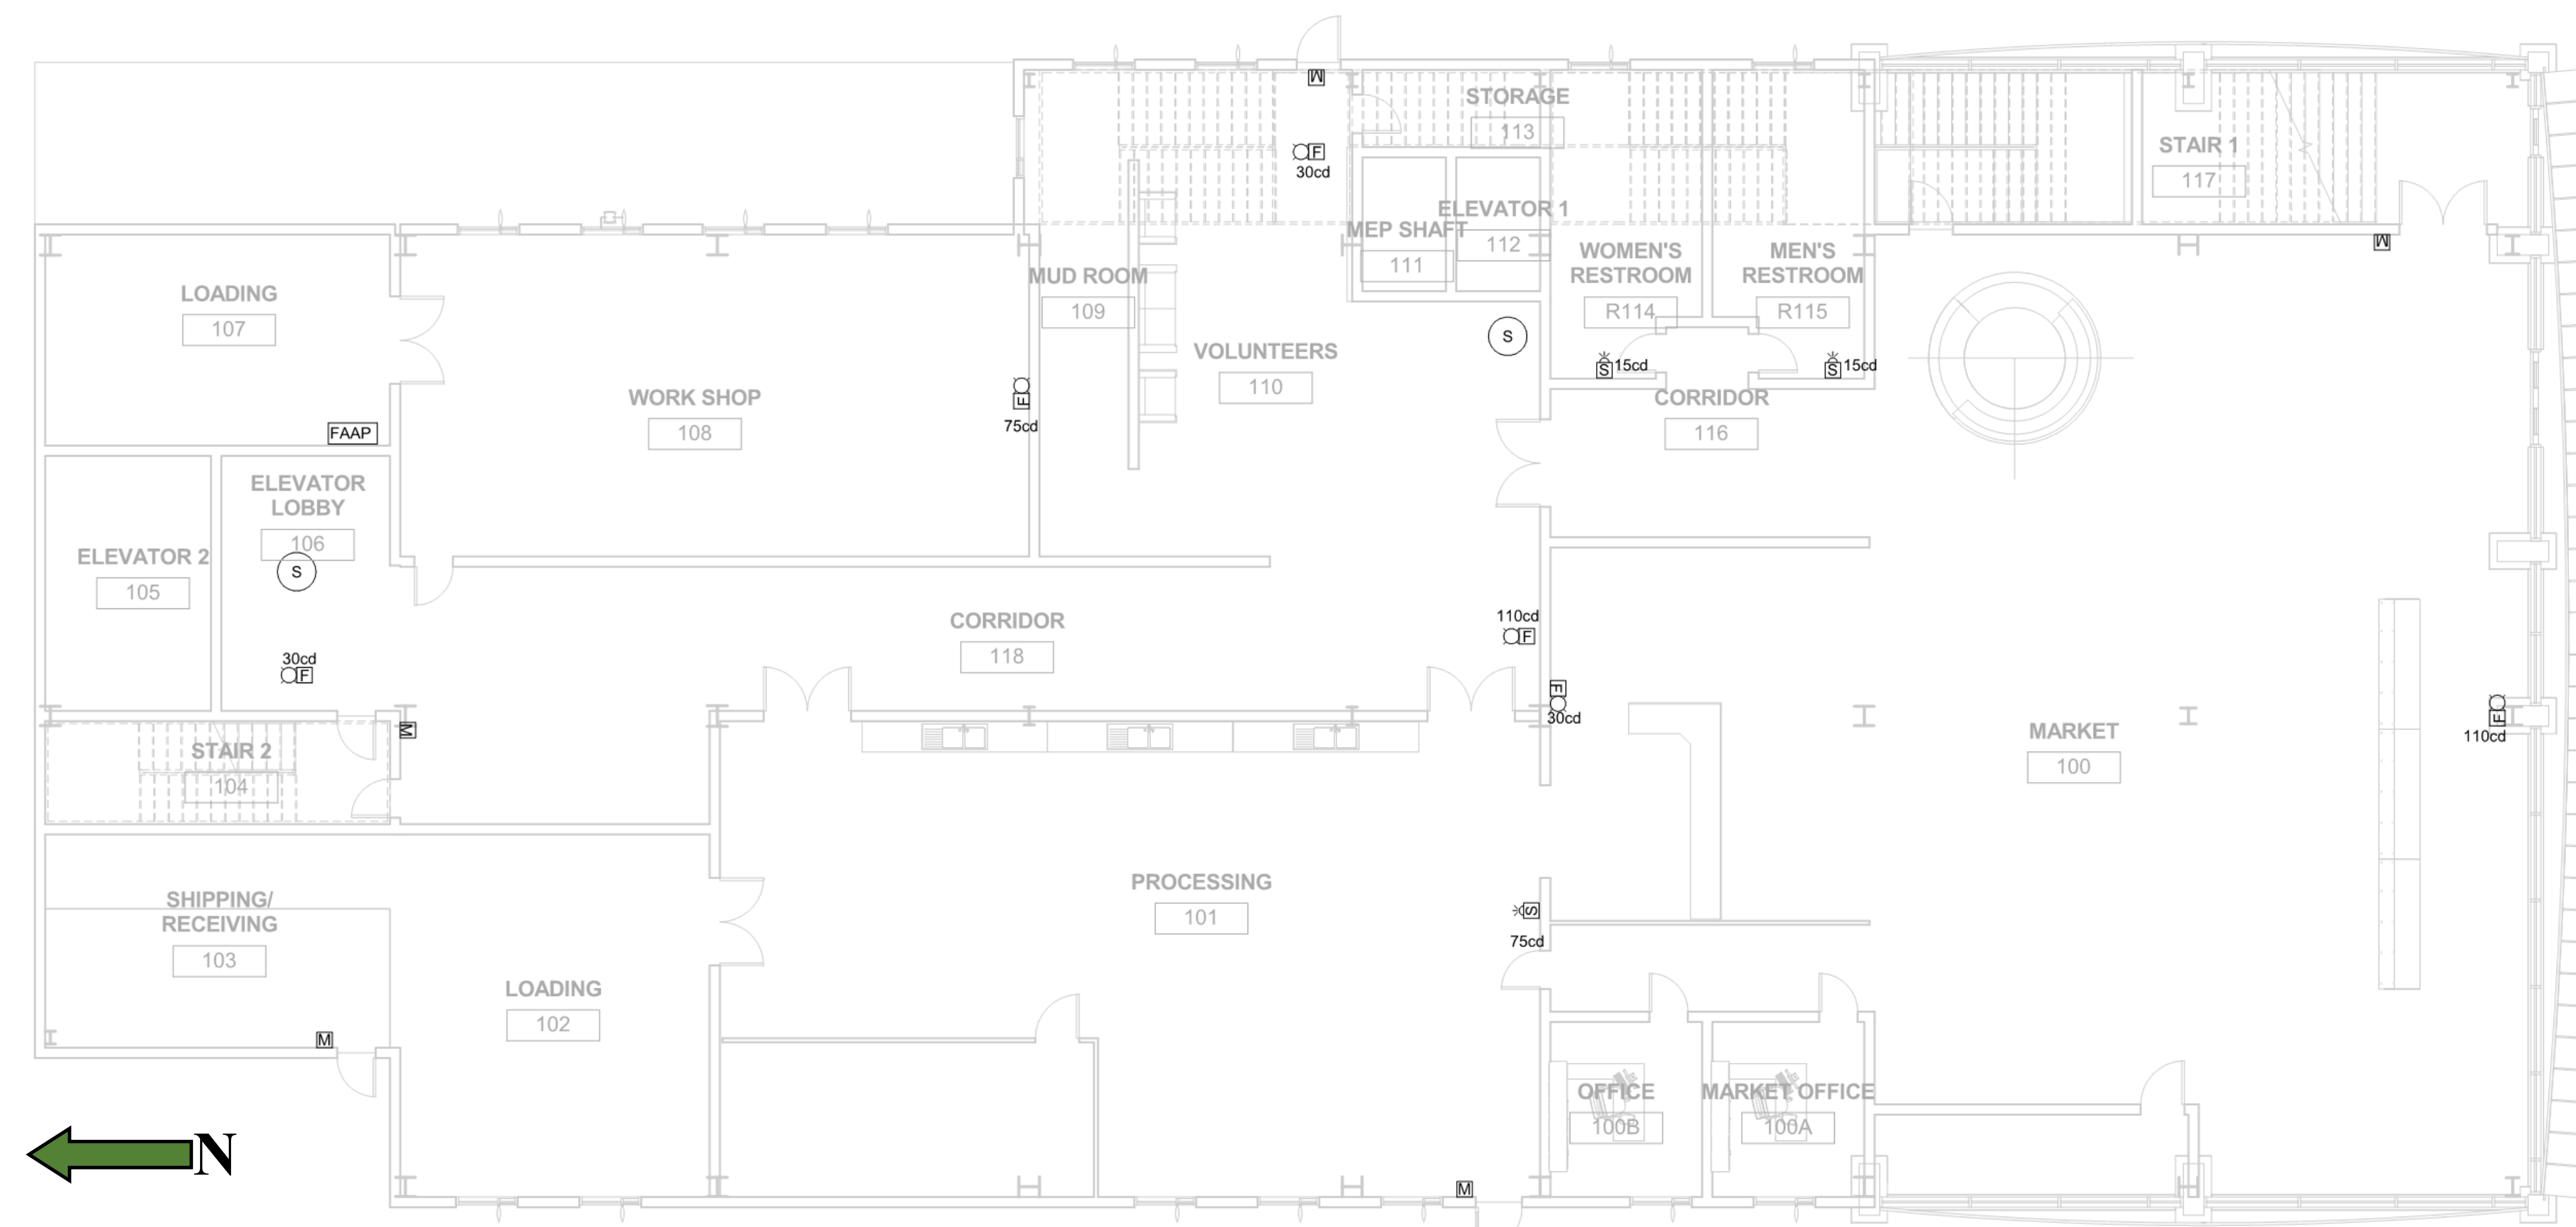 M
STORAGE
113
F
30cd
STAIR 1
117
ELEVATOR 1
112
MEP SHAFT
111
M
WOMEN'S
RESTROOM
R114
MEN'S
RESTROOM
R115
MUD ROOM
109
LOADING
107
S
VOLUNTEERS
110
S
15cd
S
15cd
WORK SHOP
108
F
75cd
CORRIDOR
116
FAAP
ELEVATOR
LOBBY
106
S
ELEVATOR 2
105
CORRIDOR
118
110cd
F
30cd
F
F
30cd
MARKET
100
F
110cd
M
STAIR 2
104
PROCESSING
101
S
75cd
SHIPPING/
RECEIVING
103
LOADING
102
M
OFFICE
100B
MARKET OFFICE
100A
N
M